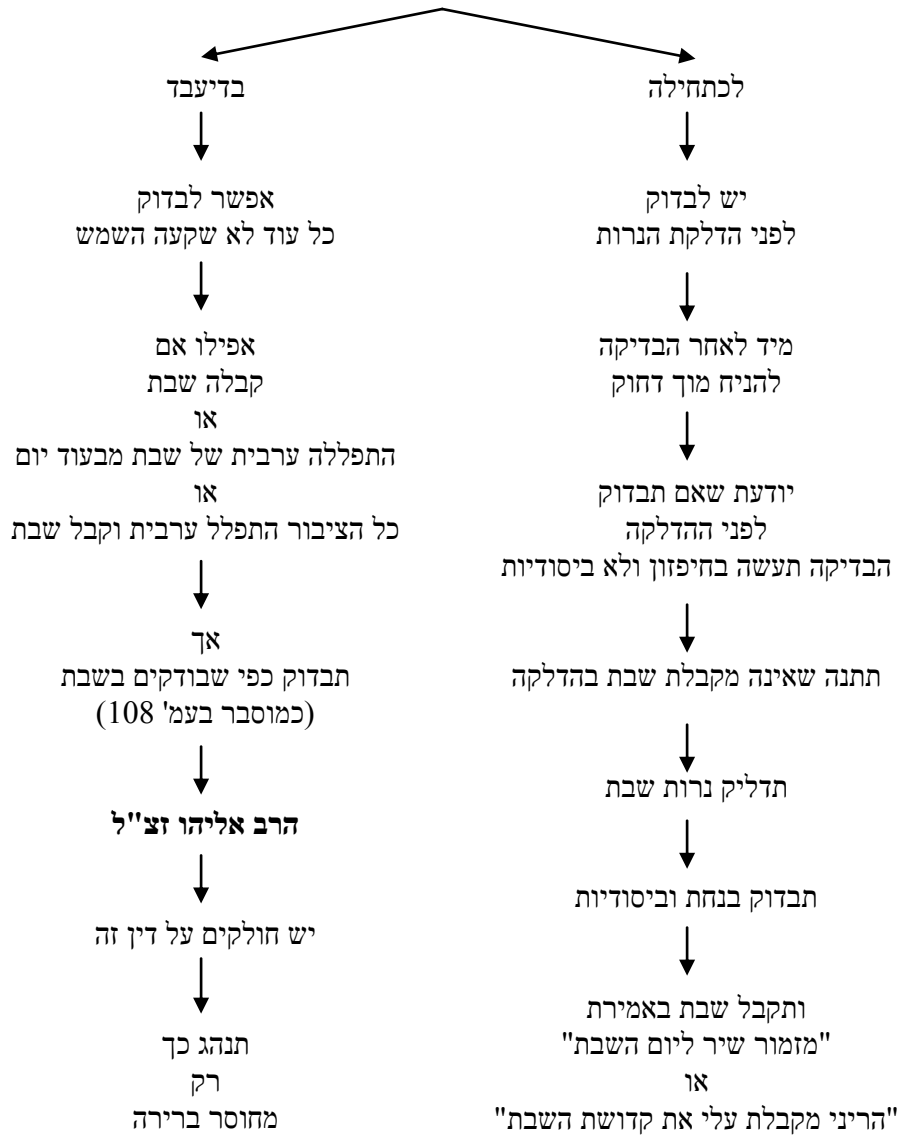 לכתחילה
יש לבדוק
לפני הדלקת הנרות
מיד לאחר הבדיקה
להניח מוך דחוק
יודעת שאם תבדוק
לפני ההדלקה
הבדיקה תעשה בחיפזון ולא ביסודיות
תתנה שאינה מקבלת שבת בהדלקה
תדליק נרות שבת
תבדוק בנחת וביסודיות
ותקבל שבת באמירת
"מזמור שיר ליום השבת"
או
"הריני מקבלת עלי את קדושת השבת"
בדיעבד
אפשר לבדוק
כל עוד לא שקעה השמש
אפילו אם
קבלה שבת
או
התפללה ערבית של שבת מבעוד יום
או
כל הציבור התפלל ערבית וקבל שבת
אך
תבדוק כפי שבודקים בשבת
(כמוסבר בעמ' 108)
הרב אליהו זצ"ל
יש חולקים על דין זה
תנהג כך
רק
מחוסר ברירה